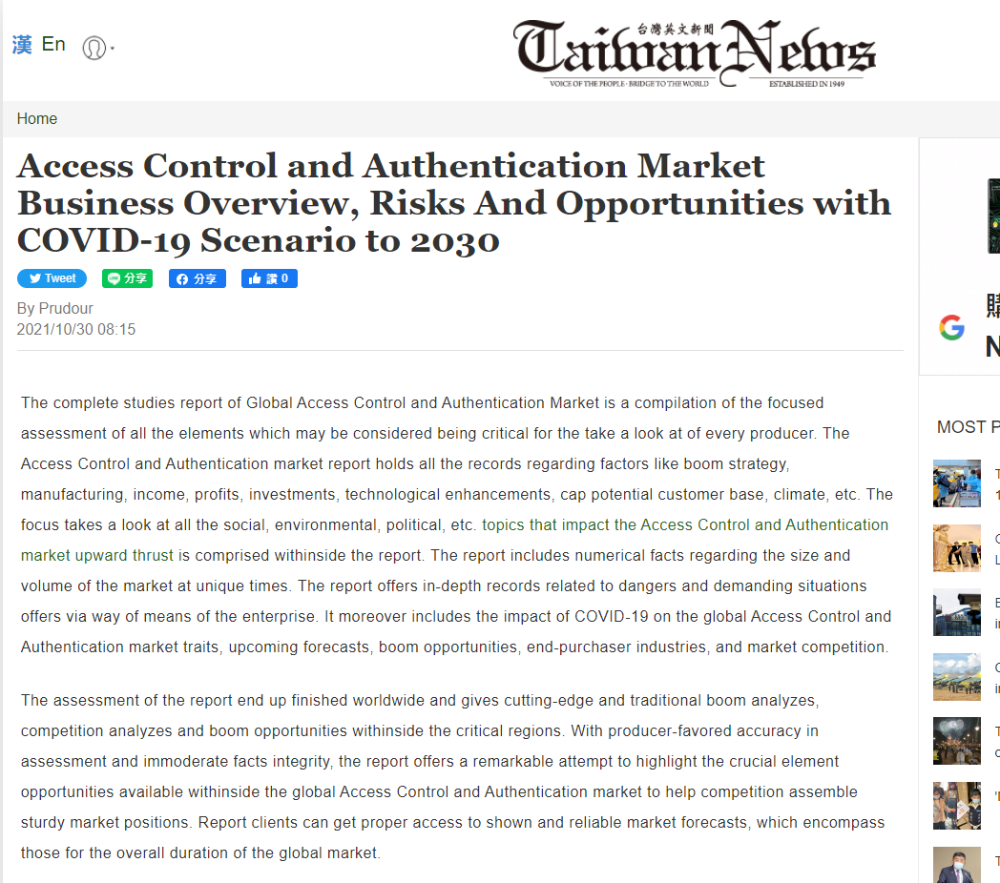 漢 En
台灣英文新聞
Taiwan News
VOICE OF THE PEOPLE · BRIDGE TO THE WORLD
ESTABLISHED IN 1949
Home
Access Control and Authentication Market
Business Overview, Risks And Opportunities with
COVID-19 Scenario to 2030
Tweet
分享
分享
讚 0
By Prudour
2021/10/30 08:15
The complete studies report of Global Access Control and Authentication Market is a compilation of the focused
assessment of all the elements which may be considered being critical for the take a look at of every producer. The
Access Control and Authentication market report holds all the records regarding factors like boom strategy,
manufacturing, income, profits, investments, technological enhancements, cap potential customer base, climate, etc. The
focus takes a look at all the social, environmental, political, etc. topics that impact the Access Control and Authentication
market upward thrust is comprised withinside the report. The report includes numerical facts regarding the size and
volume of the market at unique times. The report offers in-depth records related to dangers and demanding situations
offers via way of means of the enterprise. It moreover includes the impact of COVID-19 on the global Access Control and
Authentication market traits, upcoming forecasts, boom opportunities, end-purchaser industries, and market competition.
The assessment of the report end up finished worldwide and gives cutting-edge and traditional boom analyzes,
competition analyzes and boom opportunities withinside the critical regions. With producer-favored accuracy in
assessment and immoderate facts integrity, the report offers a remarkable attempt to highlight the crucial element
opportunities available withinside the global Access Control and Authentication market to help competition assemble
sturdy market positions. Report clients can get proper access to shown and reliable market forecasts, which encompass
those for the overall duration of the global market.
購
N
MOST P